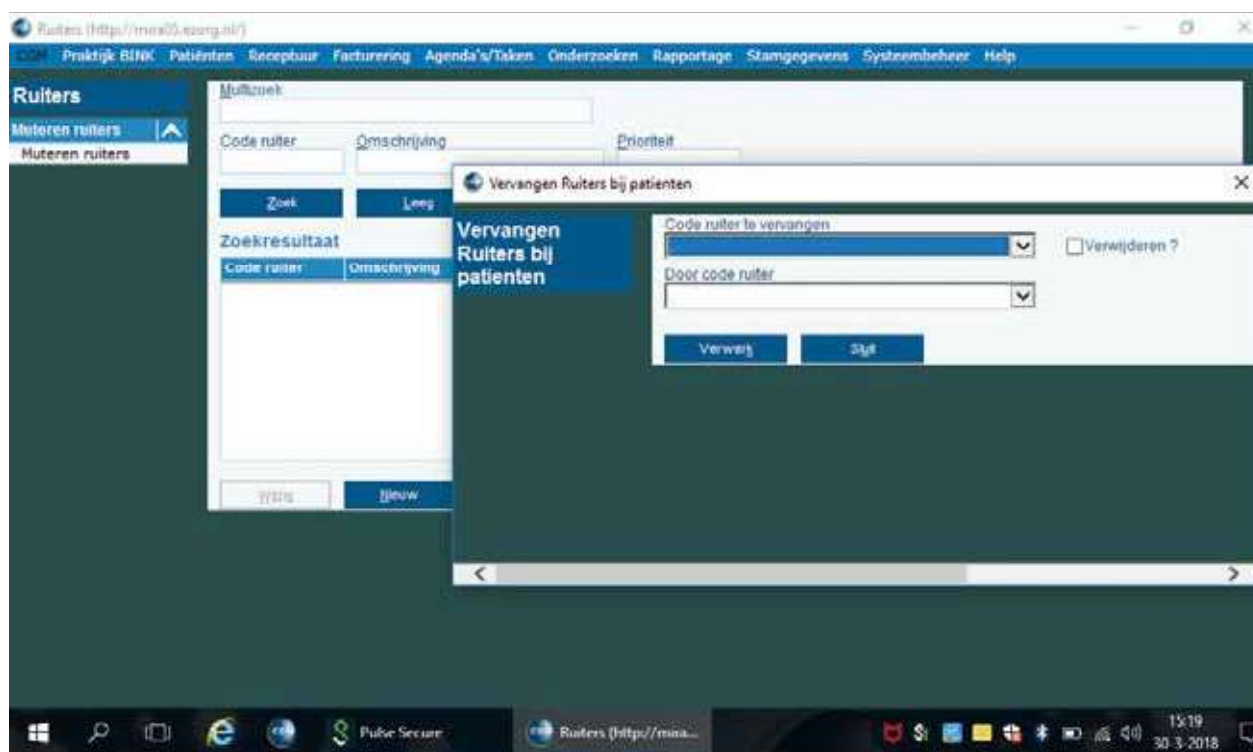 Ruiters (http://mira05.ezorg.nl/)
CGM Praktijk BINK Patiënten Receptuur Facturering Agenda's/Taken Onderzoeken Rapportage Stamgegevens Systeembeheer Help
Ruiters
Muteren ruiters
Muteren ruiters
Multizoek
Code ruiter Omschrijving Prioriteit
Zoek Leeg
Zoekresultaat
Code ruiter Omschrijving
Wijzig Nieuw
Vervangen Ruiters bij patienten
Vervangen
Ruiters bij
patienten
Code ruiter te vervangen
Verwijderen ?
Door code ruiter
Verwerk Sluit
Pulse Secure
Ruiters (http://mira...
15:19
30-3-2018